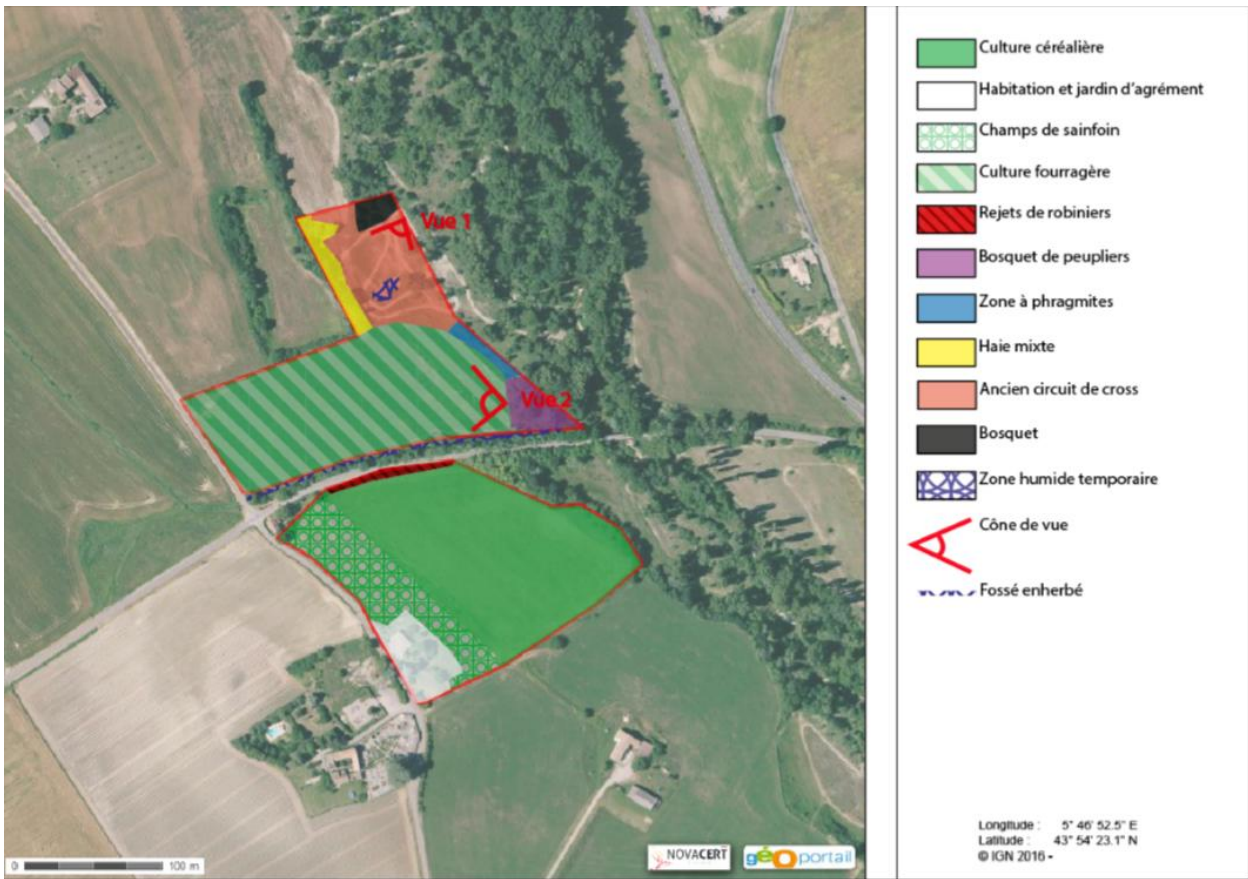 Vue 1
Vue 2
0 100 m
NOVACERT
géoportail
Culture céréalière
Habitation et jardin d'agrément
Champs de sainfoin
Culture fourragère
Rejets de robiniers
Bosquet de peupliers
Zone à phragmites
Haie mixte
Ancien circuit de cross
Bosquet
Zone humide temporaire
Cône de vue
Fossé enherbé
Longitude : 5° 46' 52.5" E
Latitude : 43° 54' 23.1" N
© IGN 2016 -